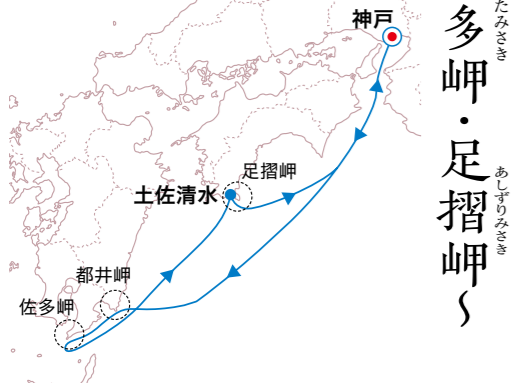 神戸
足摺岬
土佐清水
都井岬
佐多岬
多岬・足摺岬〜
たみさき
あしずりみさき